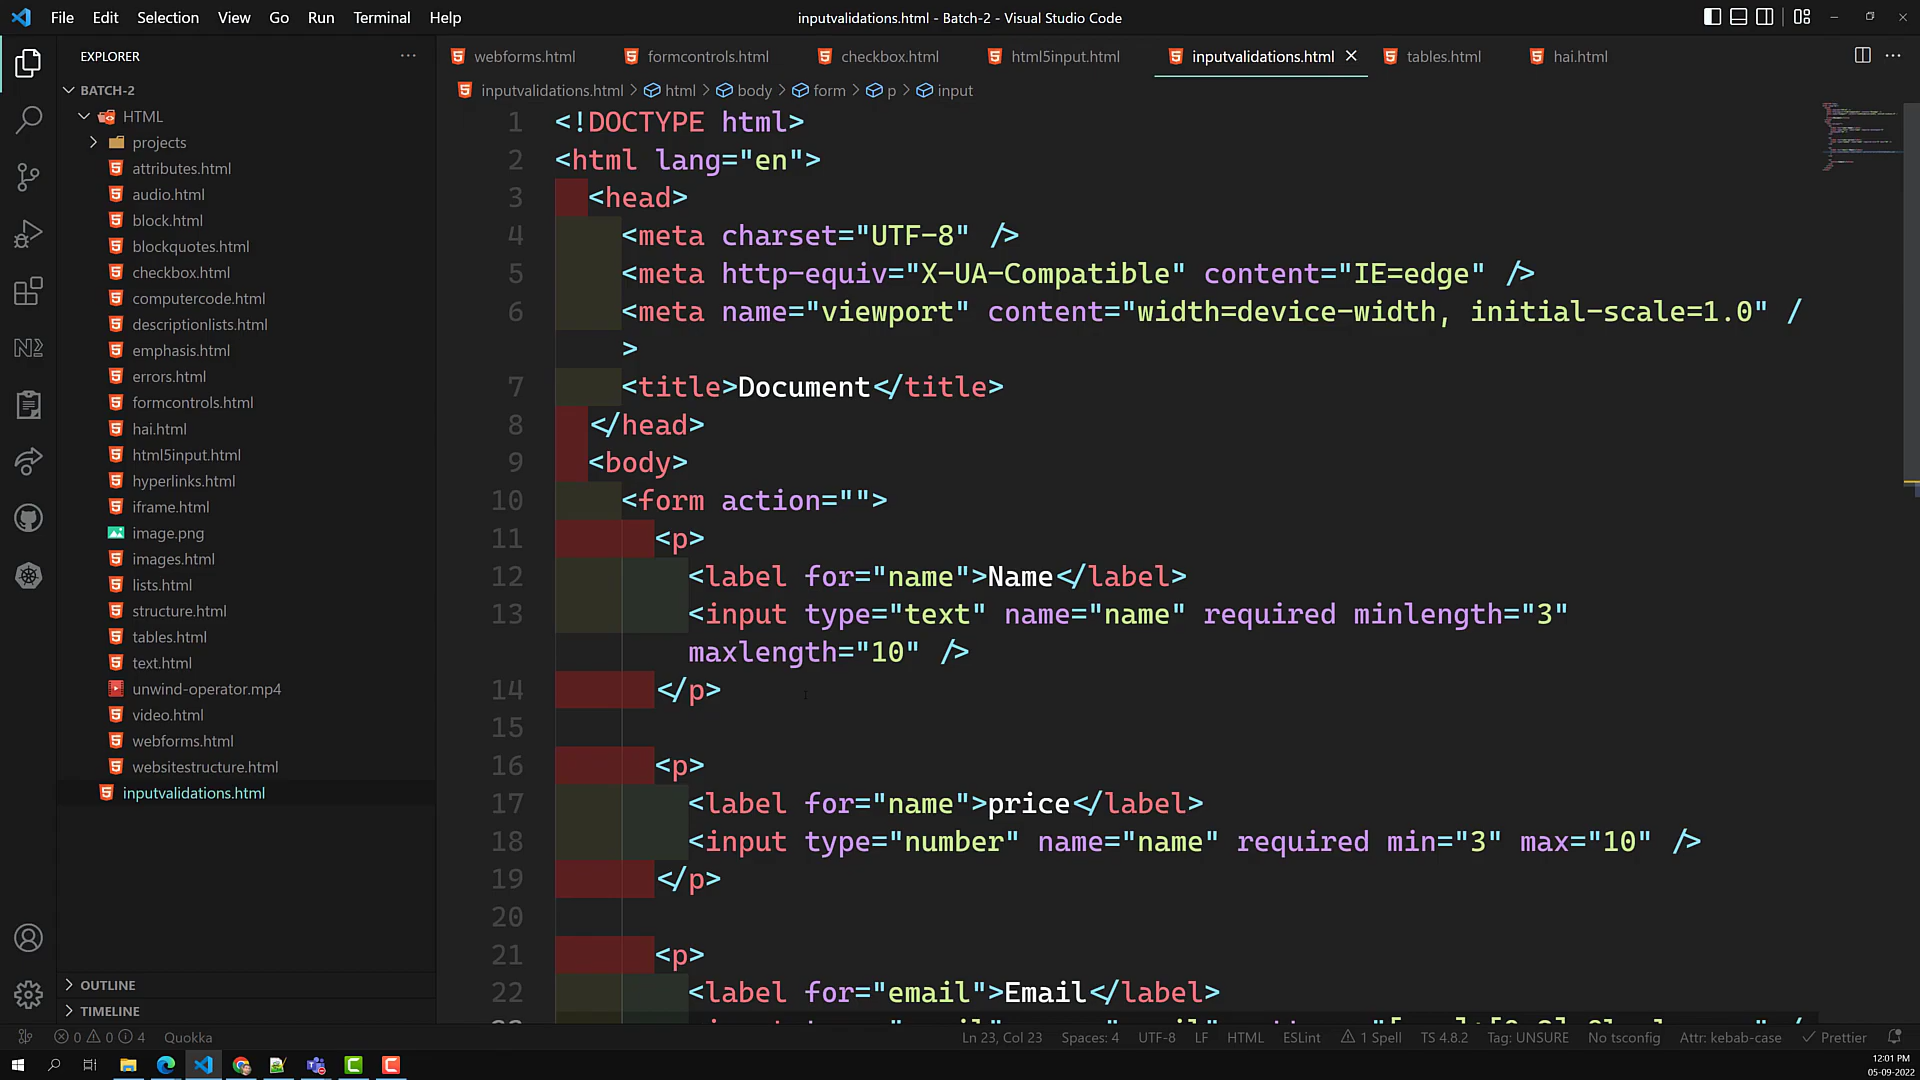 File Edit Selection View Go Run Terminal Help
inputvalidations.html - Batch-2 - Visual Studio Code
EXPLORER
BATCH-2
HTML
projects
attributes.html
audio.html
block.html
blockquotes.html
checkbox.html
computercode.html
descriptionlists.html
emphasis.html
errors.html
formcontrols.html
hai.html
html5input.html
hyperlinks.html
iframe.html
image.png
images.html
lists.html
structure.html
tables.html
text.html
unwind-operator.mp4
video.html
webforms.html
websitestructure.html
inputvalidations.html
OUTLINE
TIMELINE
webforms.html formcontrols.html checkbox.html html5input.html inputvalidations.html tables.html hai.html
inputvalidations.html > html > body > form > p > input
1 <!DOCTYPE html>
2 <html lang="en">
3 <head>
4 <meta charset="UTF-8" />
5 <meta http-equiv="X-UA-Compatible" content="IE=edge" />
6 <meta name="viewport" content="width=device-width, initial-scale=1.0" /
>
7 <title>Document</title>
8 </head>
9 <body>
10 <form action="">
11 <p>
12 <label for="name">Name</label>
13 <input type="text" name="name" required minlength="3"
maxlength="10" />
14 </p>
15
16 <p>
17 <label for="name">price</label>
18 <input type="number" name="name" required min="3" max="10" />
19 </p>
20
21 <p>
22 <label for="email">Email</label>
0 0 4 Quokka Ln 23, Col 23 Spaces: 4 UTF-8 LF HTML ESLint 1 Spell TS 4.8.2 Tag: UNSURE No tsconfig Attr: kebab-case Prettier
12:01 PM
05-09-2022